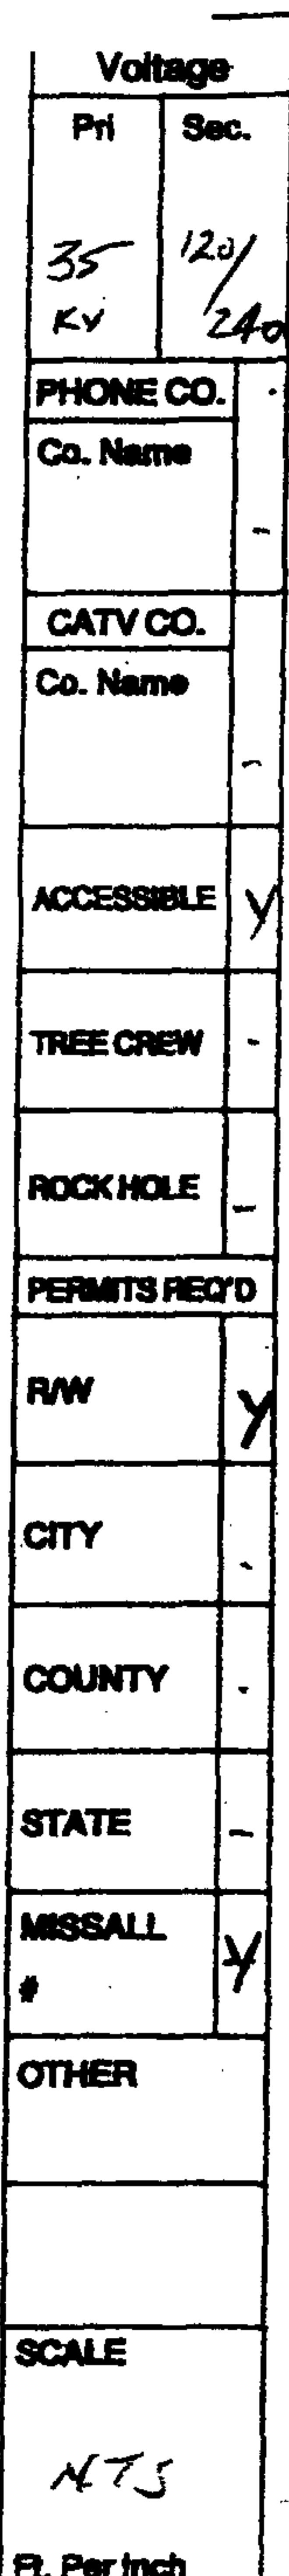 Voltage
Pri Sec.
35 120/
KV 240
PHONE CO.
Co. Name
-
CATV CO.
Co. Name
-
ACCESSIBLE Y
TREE CREW -
ROCK HOLE -
PERMITS REQ'D
R/W Y
CITY -
COUNTY -
STATE -
MISSALL Y
#
OTHER
SCALE
NTS
Ft. Per Inch